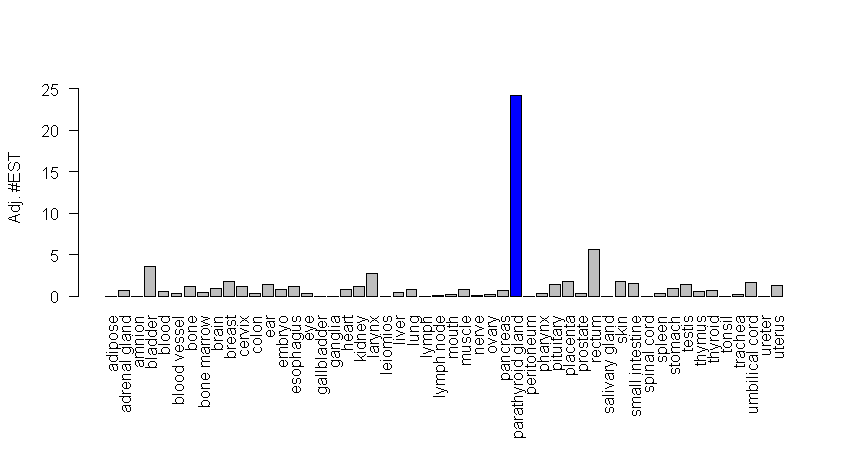 Adj. #EST
25
20
15
10
5
0
adipose
adrenal gland
amnion
bladder
blood
blood vessel
bone
bone marrow
brain
breast
cervix
colon
ear
embryo
esophagus
eye
gallbladder
ganglia
heart
kidney
larynx
leiomios
liver
lung
lymph
lymph node
mouth
muscle
nerve
ovary
pancreas
parathyroid gland
peritoneum
pharynx
pituitary
placenta
prostate
rectum
salivary gland
skin
small intestine
spinal cord
spleen
stomach
testis
thymus
thyroid
tonsil
trachea
umbilical cord
ureter
uterus